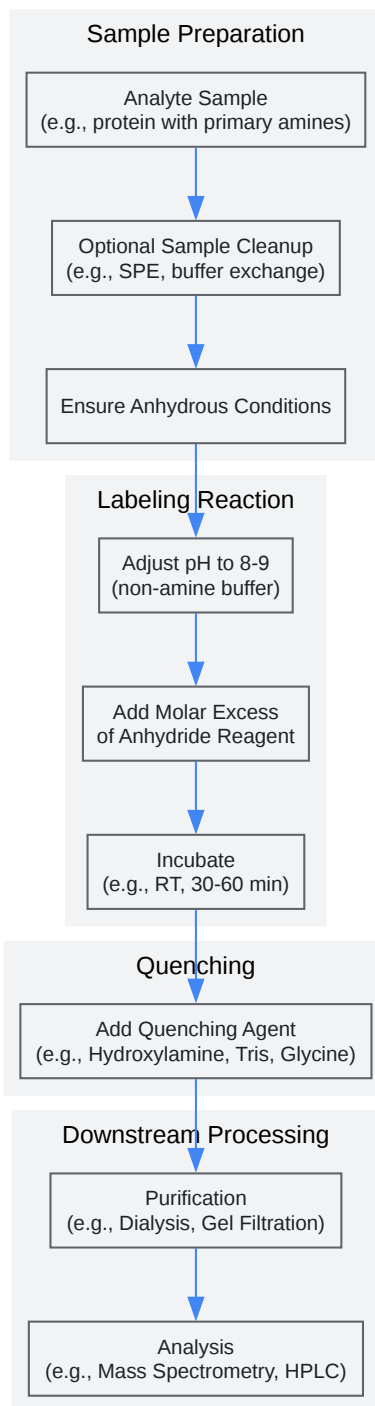 Sample Preparation
Analyte Sample
(e.g., protein with primary amines)
Optional Sample Cleanup
(e.g., SPE, buffer exchange)
Ensure Anhydrous Conditions
Labeling Reaction
Adjust pH to 8-9
(non-amine buffer)
Add Molar Excess
of Anhydride Reagent
Incubate
(e.g., RT, 30-60 min)
Quenching
Add Quenching Agent
(e.g., Hydroxylamine, Tris, Glycine)
Downstream Processing
Purification
(e.g., Dialysis, Gel Filtration)
Analysis
(e.g., Mass Spectrometry, HPLC)